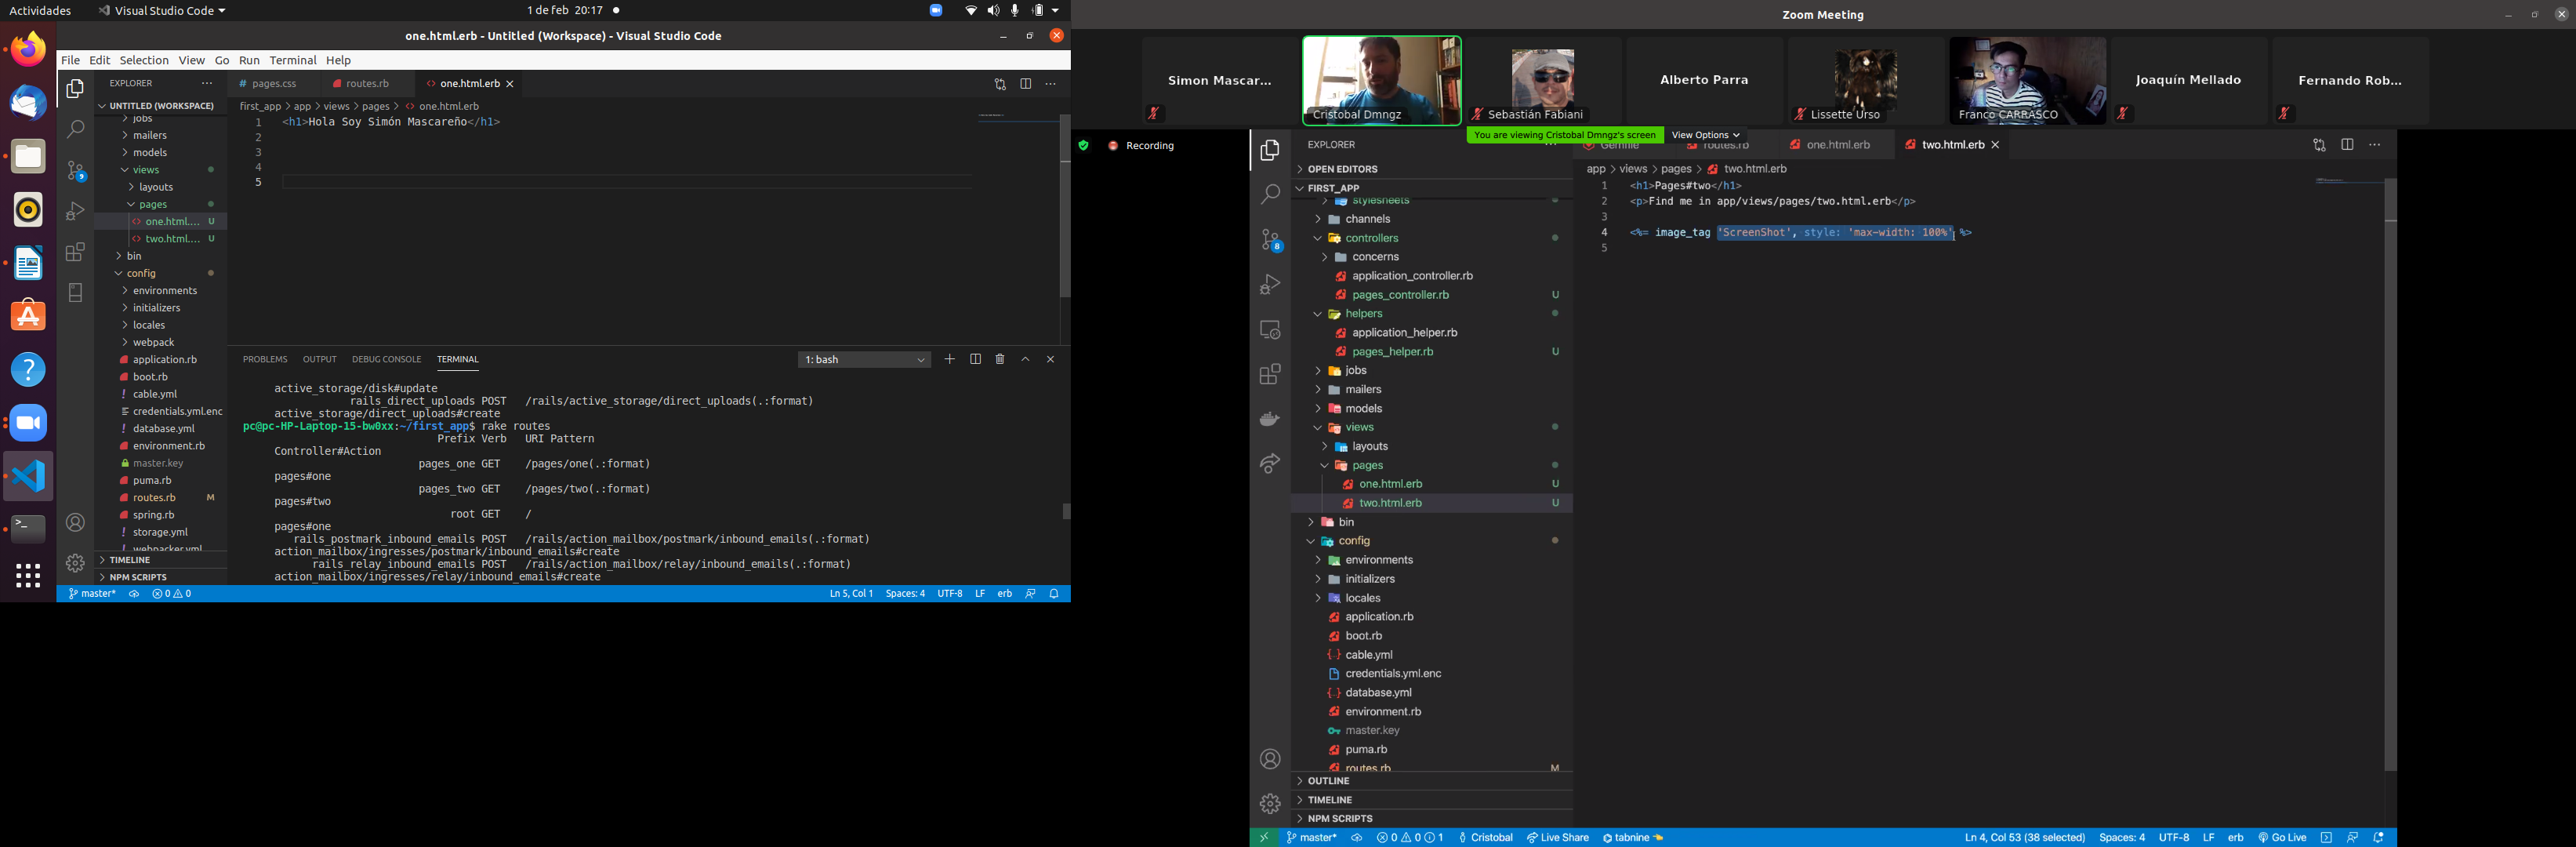 Actividades
Visual Studio Code
1 de feb 20:17
one.html.erb - Untitled (Workspace) - Visual Studio Code
File Edit Selection View Go Run Terminal Help
EXPLORER
UNTITLED (WORKSPACE)
jobs
mailers
models
views
layouts
pages
one.html.... U
two.html.... U
bin
config
environments
initializers
locales
webpack
application.rb
boot.rb
cable.yml
credentials.yml.enc
database.yml
environment.rb
master.key
puma.rb
routes.rb M
spring.rb
storage.yml
webpacker.yml
TIMELINE
NPM SCRIPTS
9
pages.css
routes.rb
one.html.erb
first_app > app > views > pages > one.html.erb
1 <h1>Hola Soy Simón Mascareño</h1>
2
3
4
5
PROBLEMS OUTPUT DEBUG CONSOLE TERMINAL
1: bash
active_storage/disk#update
rails_direct_uploads POST /rails/active_storage/direct_uploads(.:format)
active_storage/direct_uploads#create
pc@pc-HP-Laptop-15-bw0xx:~/first_app$ rake routes
Prefix Verb URI Pattern
Controller#Action
pages_one GET /pages/one(.:format)
pages#one
pages_two GET /pages/two(.:format)
pages#two
root GET /
pages#one
rails_postmark_inbound_emails POST /rails/action_mailbox/postmark/inbound_emails(.:format)
action_mailbox/ingresses/postmark/inbound_emails#create
rails_relay_inbound_emails POST /rails/action_mailbox/relay/inbound_emails(.:format)
action_mailbox/ingresses/relay/inbound_emails#create
master* 0 0
Ln 5, Col 1 Spaces: 4 UTF-8 LF erb
Zoom Meeting
Simon Mascar...
Cristobal Dmngz
Sebastián Fabiani
Alberto Parra
Lissette Urso
Franco CARRASCO
Joaquín Mellado
Fernando Rob...
You are viewing Cristobal Dmngz's screen
View Options
Recording
EXPLORER
OPEN EDITORS
FIRST_APP
stylesheets
channels
controllers
concerns
application_controller.rb
pages_controller.rb U
helpers
application_helper.rb
pages_helper.rb U
jobs
mailers
models
views
layouts
pages
one.html.erb U
two.html.erb U
bin
config
environments
initializers
locales
application.rb
boot.rb
cable.yml
credentials.yml.enc
database.yml
environment.rb
master.key
puma.rb
routes.rb M
OUTLINE
TIMELINE
NPM SCRIPTS
8
Gemfile
routes.rb
one.html.erb
two.html.erb
app > views > pages > two.html.erb
1 <h1>Pages#two</h1>
2 <p>Find me in app/views/pages/two.html.erb</p>
3
4 <%= image_tag 'ScreenShot', style: 'max-width: 100%' %>
5
master* 0 0 1 Cristobal Live Share tabnine
Ln 4, Col 53 (38 selected) Spaces: 4 UTF-8 LF erb Go Live